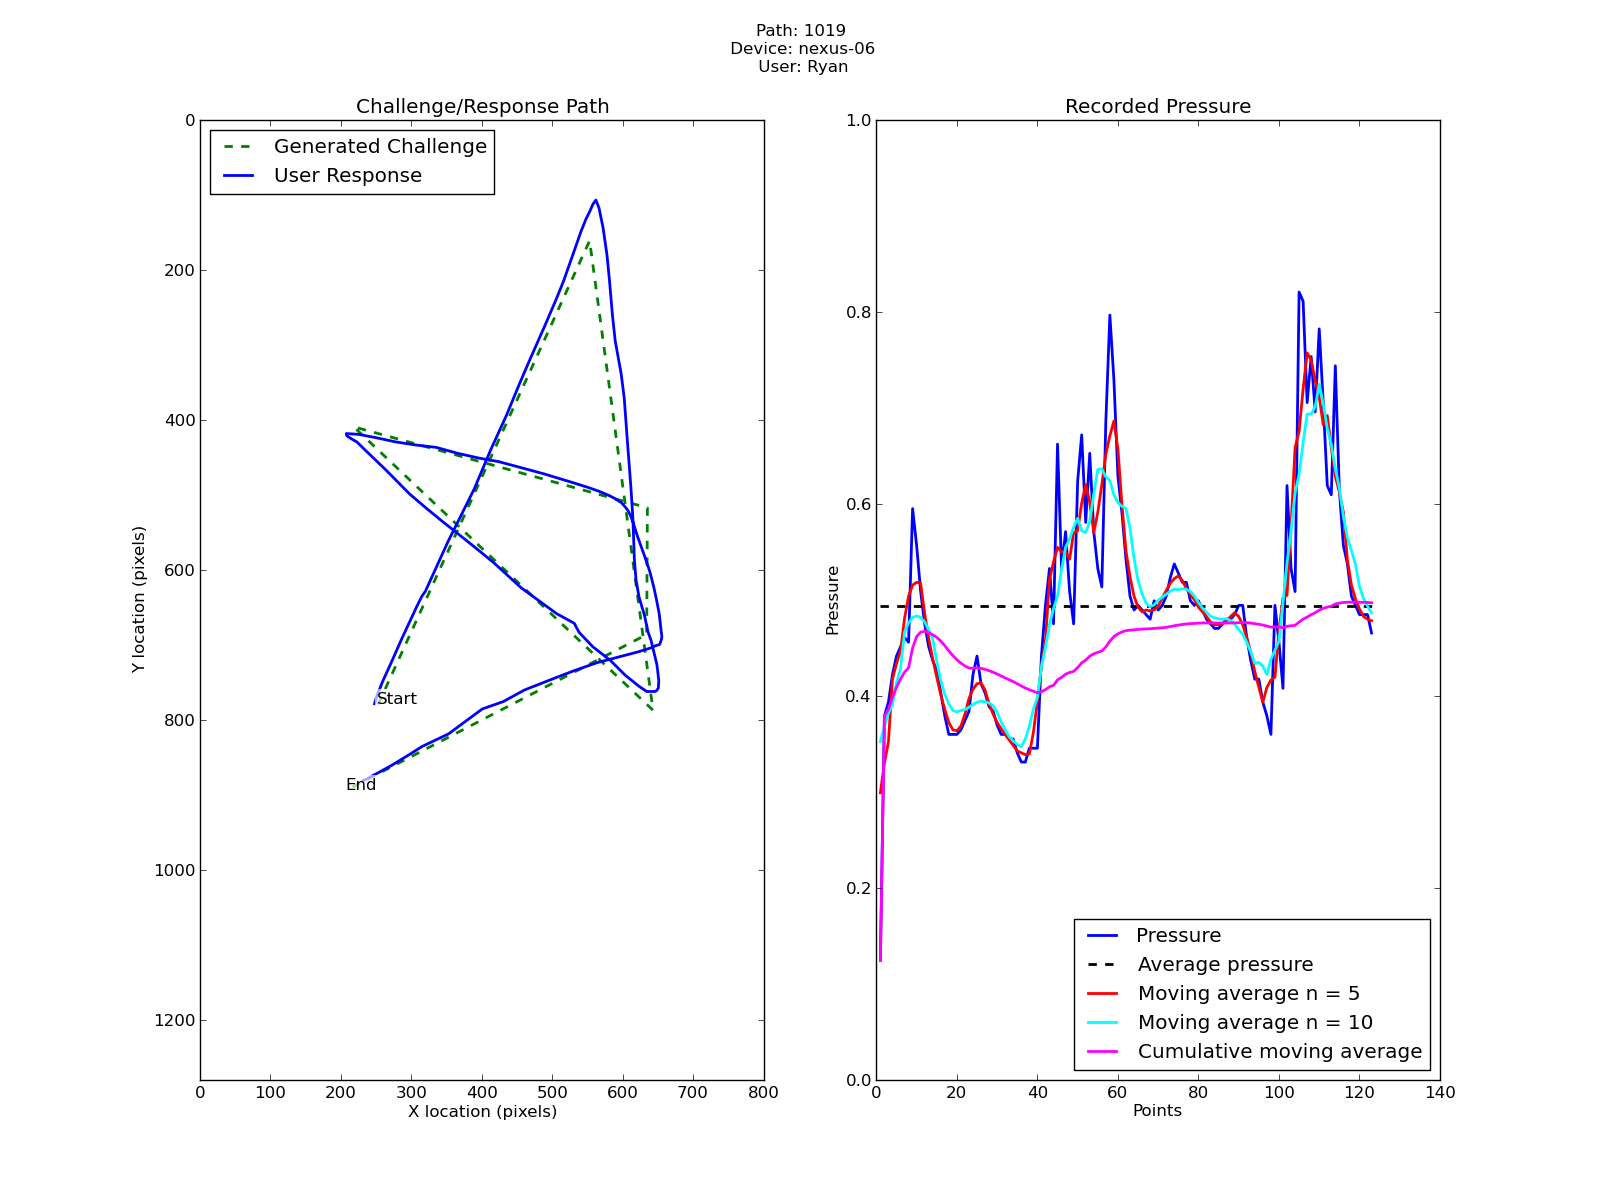 Path: 1019
Device: nexus-06
User: Ryan
Challenge/Response Path
Generated Challenge
User Response
0
200
400
600
800
1000
1200
Y location (pixels)
Start
End
0 100 200 300 400 500 600 700 800
X location (pixels)
Recorded Pressure
1.0
0.8
0.6
0.4
0.2
0.0
Pressure
Pressure
Average pressure
Moving average n = 5
Moving average n = 10
Cumulative moving average
0 20 40 60 80 100 120 140
Points